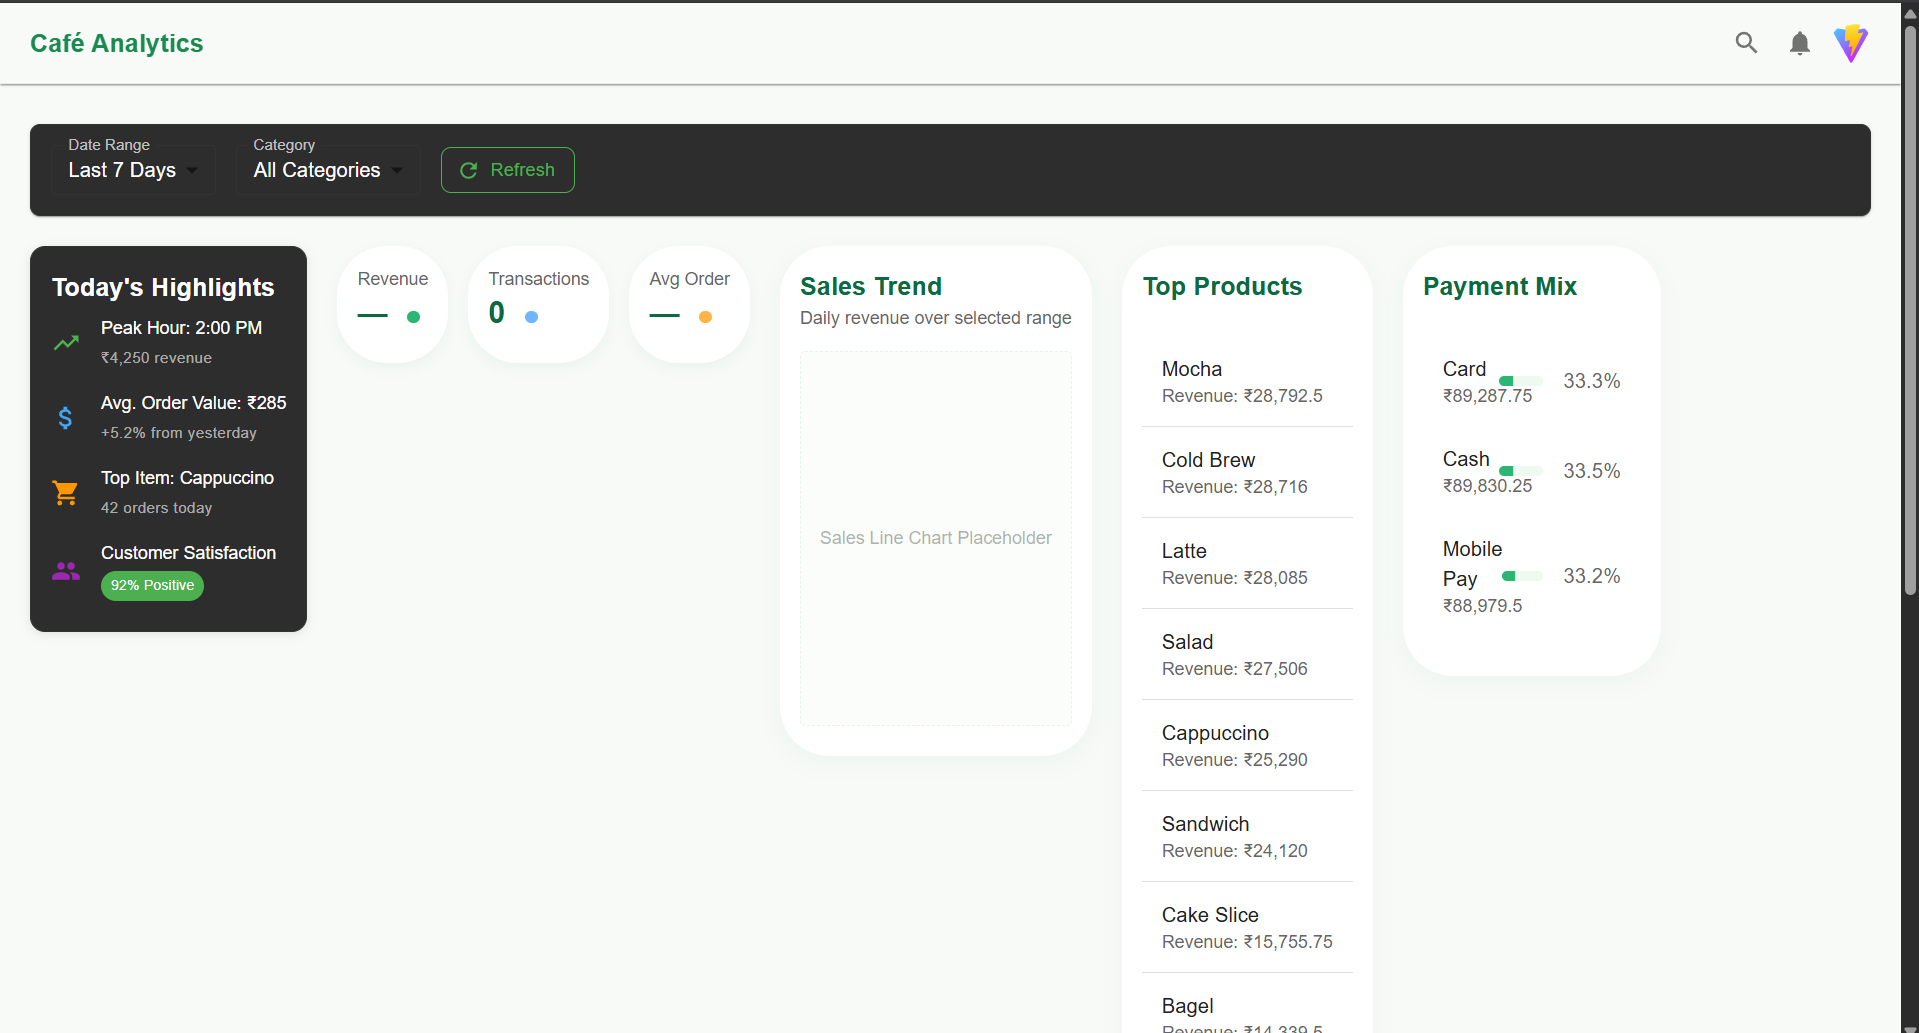 Café Analytics
Date Range
Last 7 Days
Category
All Categories
Refresh
Today's Highlights
Peak Hour: 2:00 PM
₹4,250 revenue
Avg. Order Value: ₹285
+5.2% from yesterday
Top Item: Cappuccino
42 orders today
Customer Satisfaction
92% Positive
Revenue
—
Transactions
0
Avg Order
—
Sales Trend
Daily revenue over selected range
Sales Line Chart Placeholder
Top Products
Mocha
Revenue: ₹28,792.5
Cold Brew
Revenue: ₹28,716
Latte
Revenue: ₹28,085
Salad
Revenue: ₹27,506
Cappuccino
Revenue: ₹25,290
Sandwich
Revenue: ₹24,120
Cake Slice
Revenue: ₹15,755.75
Bagel
Revenue: ₹14,339.5
Payment Mix
Card
₹89,287.75
33.3%
Cash
₹89,830.25
33.5%
Mobile
Pay
₹88,979.5
33.2%